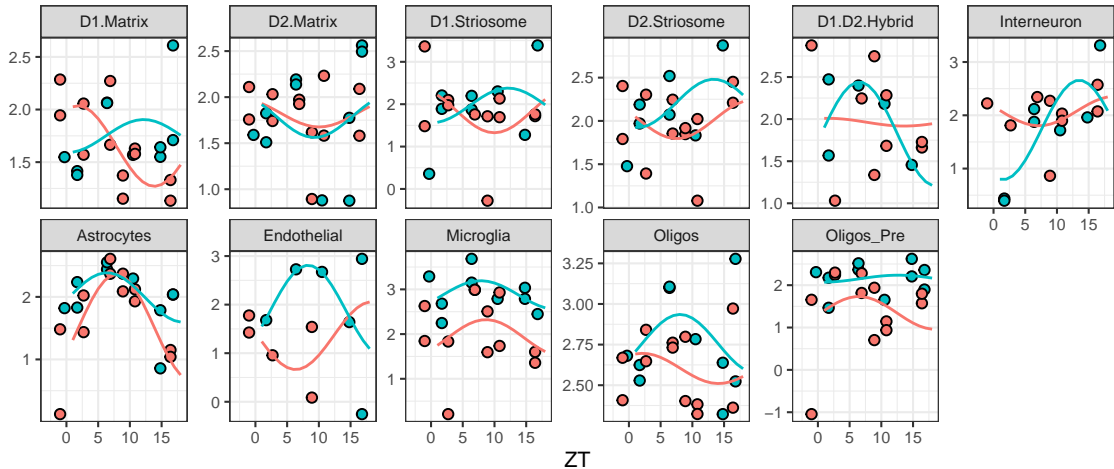 D1.Matrix D2.Matrix D1.Striosome D2.Striosome D1.D2.Hybrid Interneuron
2.5 2.0 1.5
2.5 2.0 1.5 1.0
3 2 1 0
2.5 2.0 1.5 1.0
2.5 2.0 1.5 1.0
3 2 1
0 5 10 15
Astrocytes Endothelial Microglia Oligos Oligos_Pre
2 1
3 2 1 0
3 2 1
3.25 3.00 2.75 2.50
2 1 0 −1
0 5 10 15 0 5 10 15 0 5 10 15 0 5 10 15 0 5 10 15
ZT